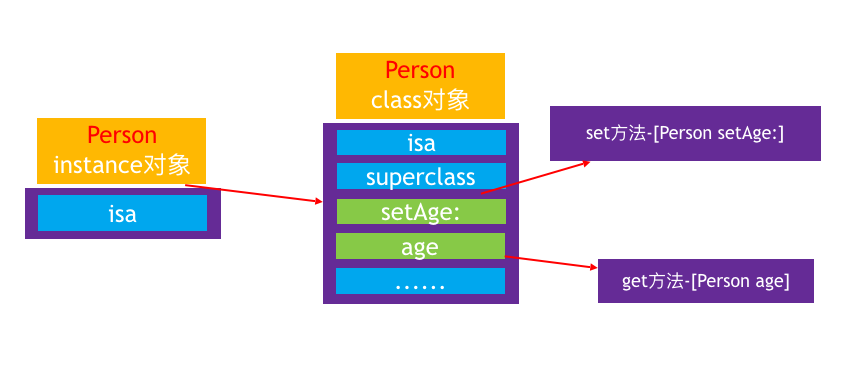 Person
instance对象
isa
Person
class对象
isa
superclass
setAge:
age
......
set方法-[Person setAge:]
get方法-[Person age]